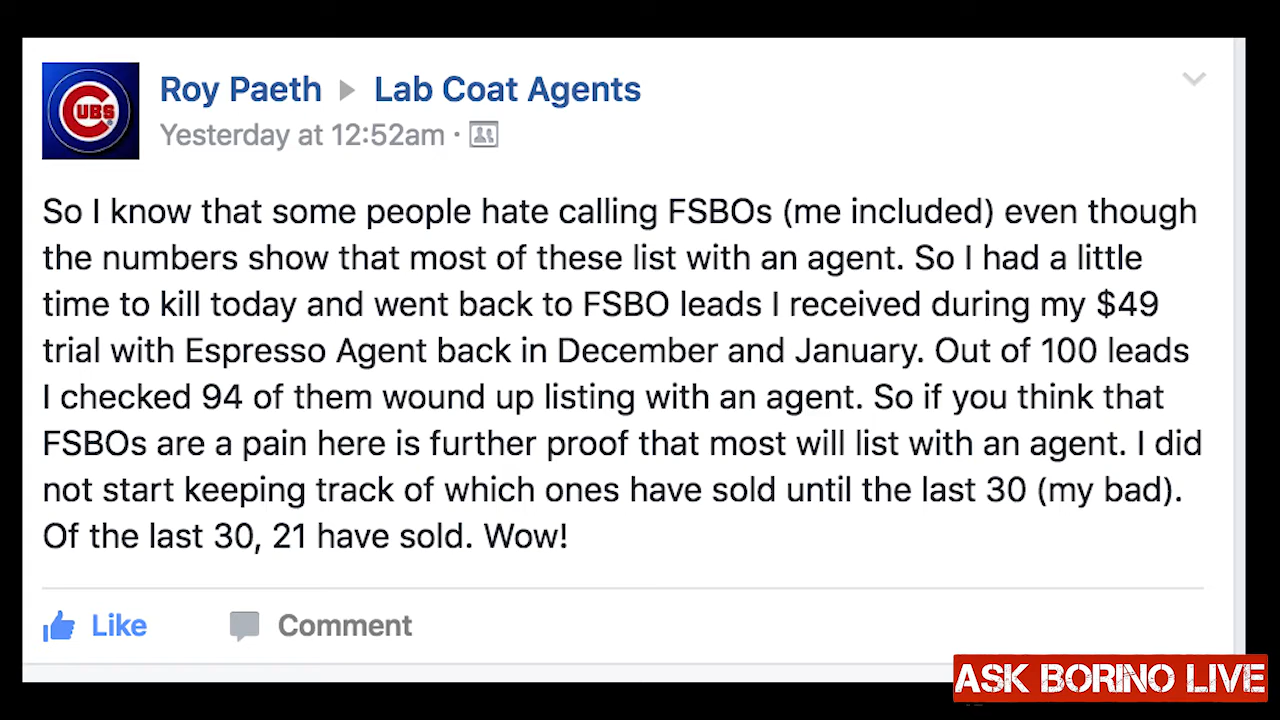 UBS
Roy Paeth ▶ Lab Coat Agents
Yesterday at 12:52am ·
So I know that some people hate calling FSBOs (me included) even though
the numbers show that most of these list with an agent. So I had a little
time to kill today and went back to FSBO leads I received during my $49
trial with Espresso Agent back in December and January. Out of 100 leads
I checked 94 of them wound up listing with an agent. So if you think that
FSBOs are a pain here is further proof that most will list with an agent. I did
not start keeping track of which ones have sold until the last 30 (my bad).
Of the last 30, 21 have sold. Wow!
Like Comment
ASK BORINO LIVE